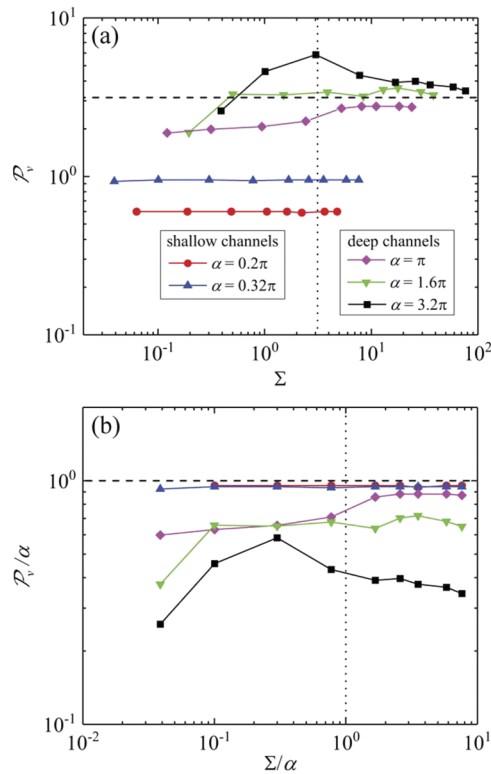 (a)
10¹
10⁰
10⁻¹
𝒫ᵥ
shallow channels
α = 0.2π
α = 0.32π
deep channels
α = π
α = 1.6π
α = 3.2π
10⁻¹ 10⁰ 10¹ 10²
Σ
(b)
10⁰
10⁻¹
𝒫ᵥ/α
10⁻² 10⁻¹ 10⁰ 10¹
Σ/α